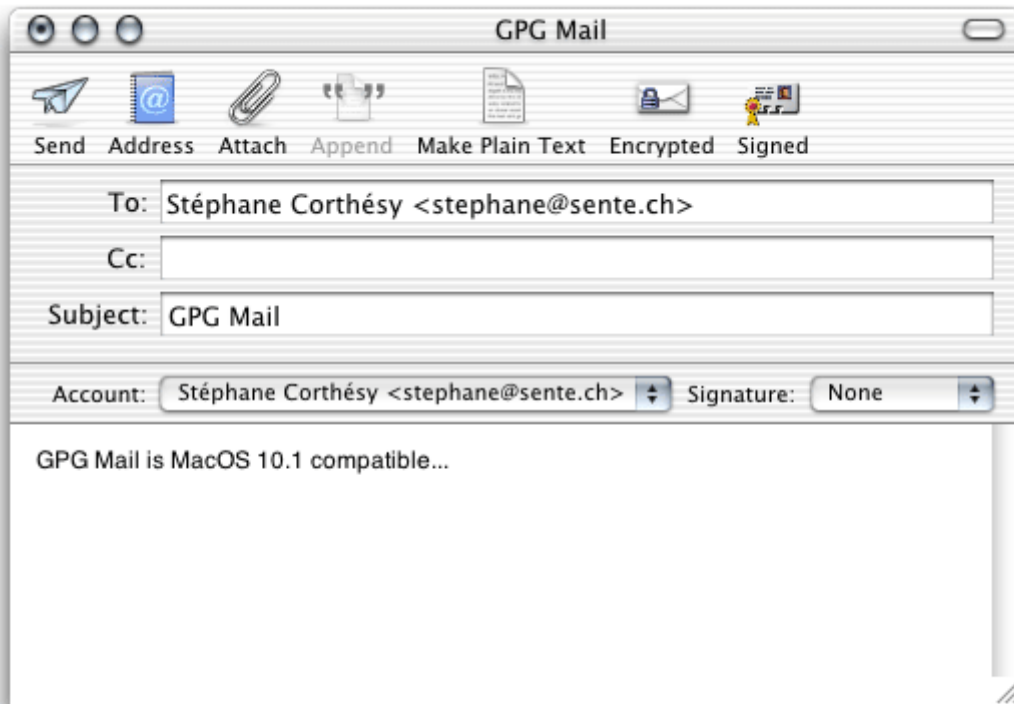 GPG Mail
Send Address Attach Append Make Plain Text Encrypted Signed
To: Stéphane Corthésy <stephane@sente.ch>
Cc:
Subject: GPG Mail
Account: Stéphane Corthésy <stephane@sente.ch> Signature: None
GPG Mail is MacOS 10.1 compatible...